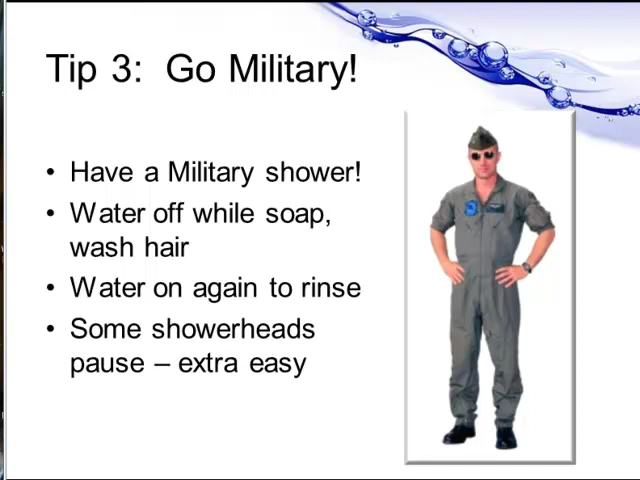 Tip 3: Go Military!
• Have a Military shower!
• Water off while soap,
wash hair
• Water on again to rinse
• Some showerheads
pause – extra easy